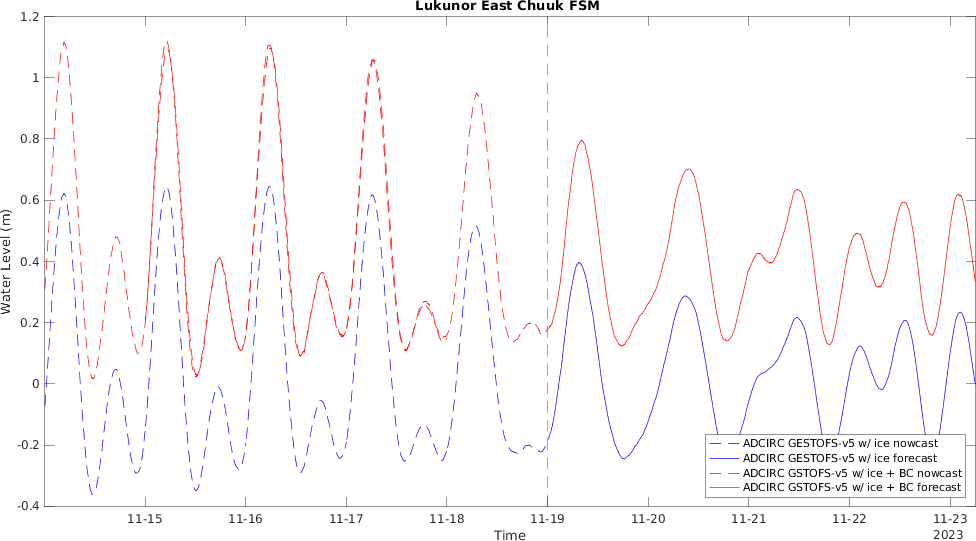 Lukunor East Chuuk FSM
1.2
1
0.8
0.6
0.4
0.2
0
-0.2
-0.4
Water Level (m)
ADCIRC GESTOFS-v5 w/ ice nowcast
ADCIRC GESTOFS-v5 w/ ice forecast
ADCIRC GSTOFS-v5 w/ ice + BC nowcast
ADCIRC GSTOFS-v5 w/ ice + BC forecast
11-15 11-16 11-17 11-18 11-19 11-20 11-21 11-22 11-23
Time 2023